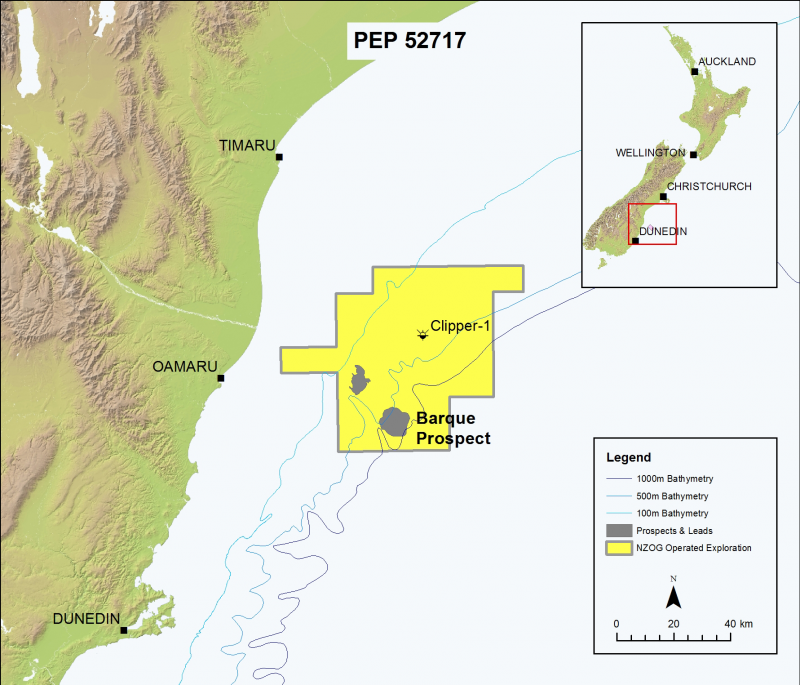 PEP 52717
AUCKLAND
TIMARU
WELLINGTON
CHRISTCHURCH
DUNEDIN
Clipper-1
OAMARU
Barque
Prospect
Legend
1000m Bathymetry
500m Bathymetry
100m Bathymetry
Prospects & Leads
NZOG Operated Exploration
N
0 20 40 km
DUNEDIN